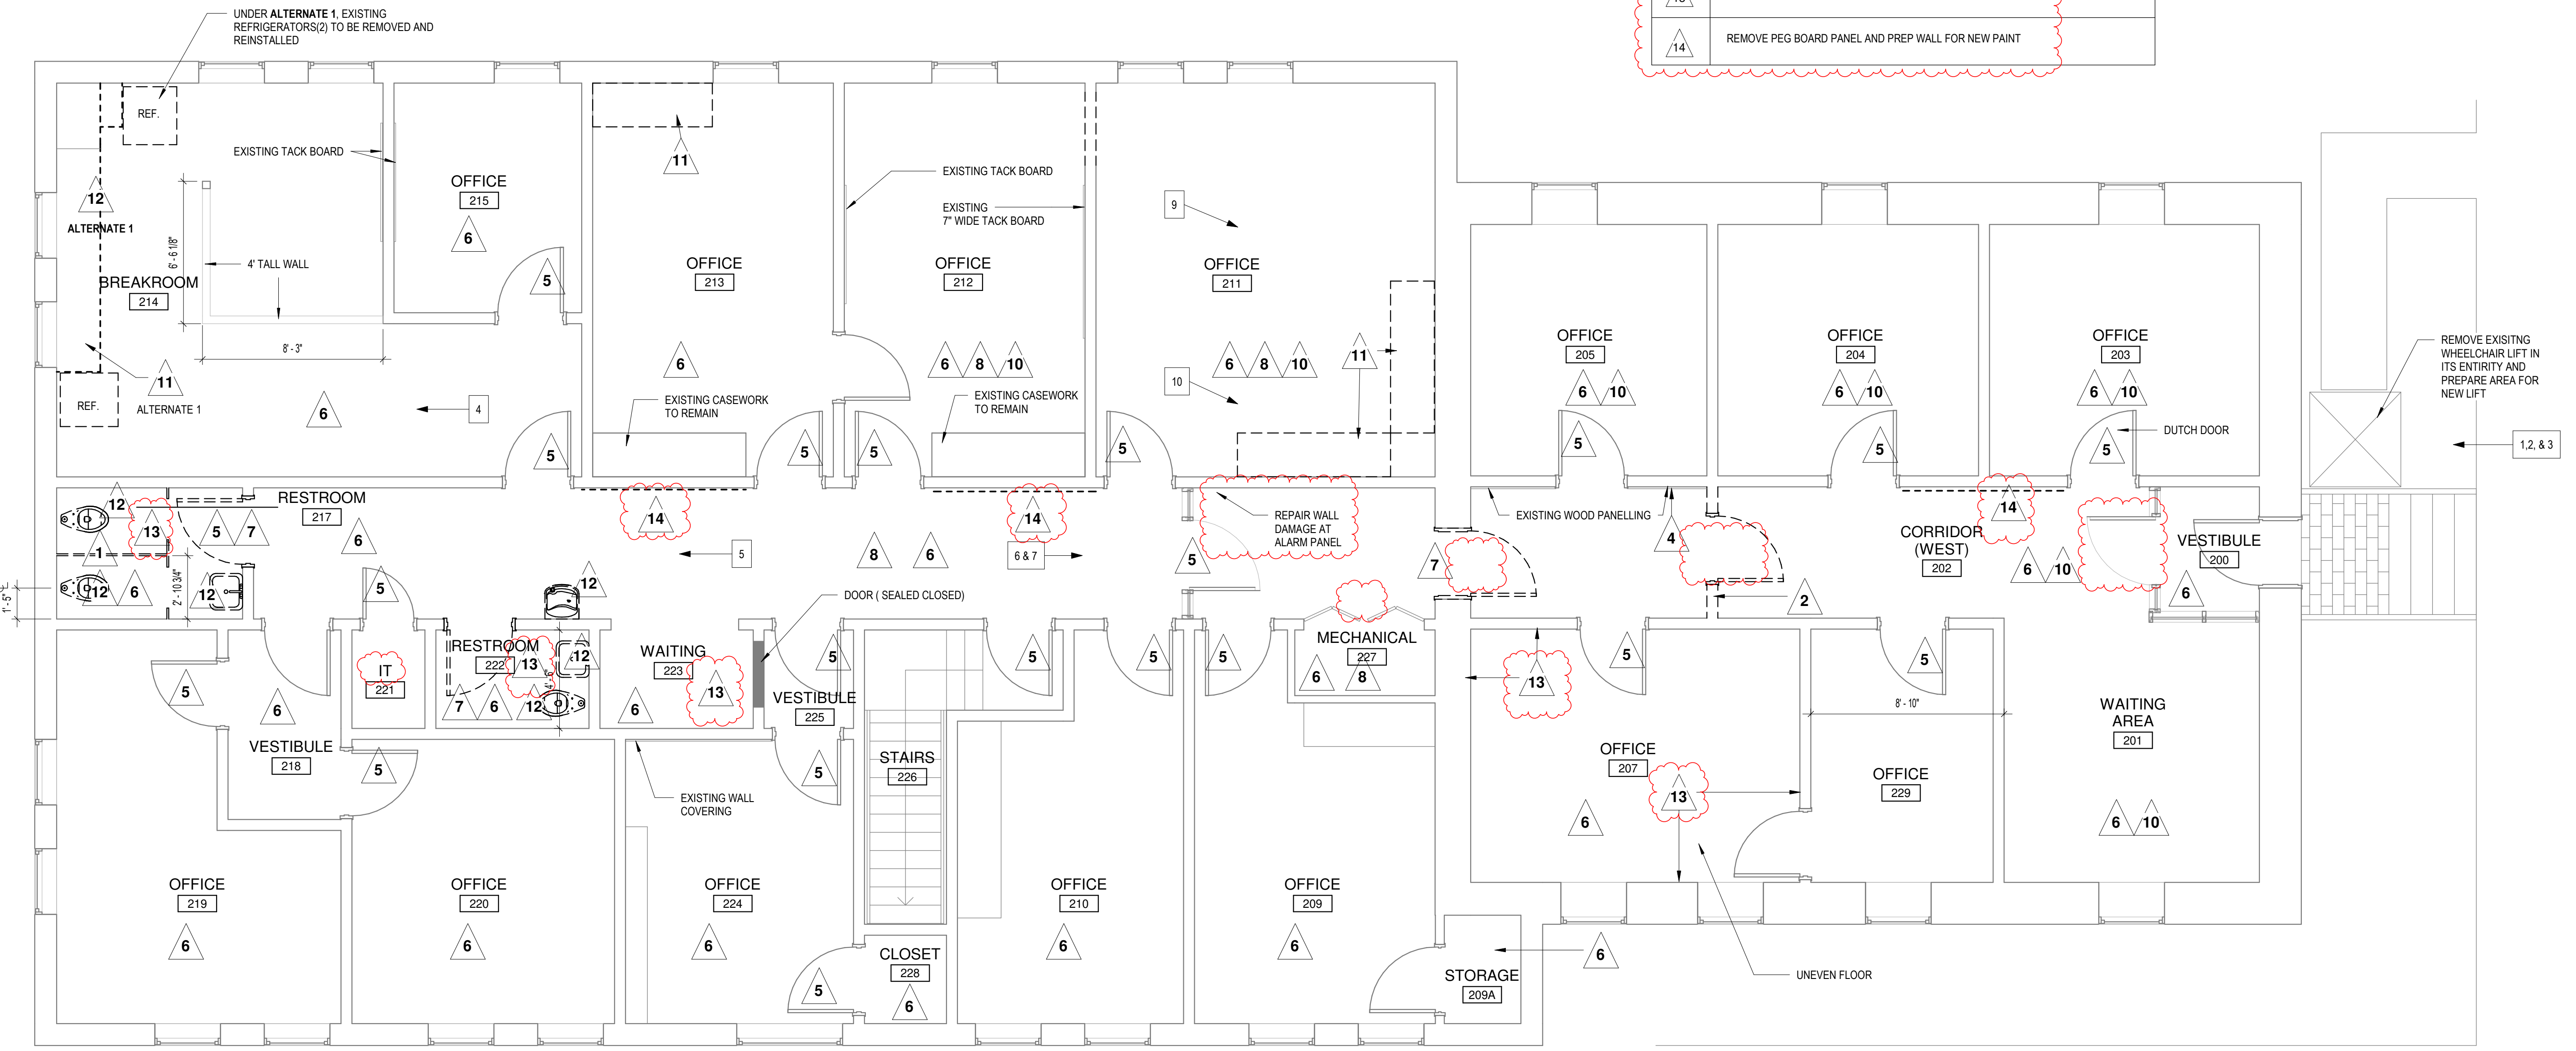 UNDER ALTERNATE 1, EXISTING
REFRIGERATORS(2) TO BE REMOVED AND
REINSTALLED
14
REMOVE PEG BOARD PANEL AND PREP WALL FOR NEW PAINT
REF.
EXISTING TACK BOARD
12
ALTERNATE 1
6' - 6 1/8"
4' TALL WALL
BREAKROOM
214
8' - 3"
11
ALTERNATE 1
REF.
6
4
5
OFFICE
215
6
5
11
OFFICE
213
6
EXISTING CASEWORK
TO REMAIN
5
EXISTING TACK BOARD
EXISTING
7" WIDE TACK BOARD
OFFICE
212
6
8
10
EXISTING CASEWORK
TO REMAIN
5
9
OFFICE
211
10
6
8
10
11
5
OFFICE
205
6
10
5
OFFICE
204
6
10
5
OFFICE
203
6
10
5
DUTCH DOOR
REMOVE EXISITNG
WHEELCHAIR LIFT IN
ITS ENTIRITY AND
PREPARE AREA FOR
NEW LIFT
1,2, & 3
12
13
5
7
RESTROOM
217
6
1
12
6
12
2' - 10 3/4"
1' - 5"
5
14
5
12
8
6
14
6 & 7
REPAIR WALL
DAMAGE AT
ALARM PANEL
5
7
EXISTING WOOD PANELLING
4
2
14
CORRIDOR
(WEST)
202
6
10
VESTIBULE
200
6
DOOR ( SEALED CLOSED)
IT
221
RESTROOM
222
13
12
7
6
12
WAITING
223
13
6
5
VESTIBULE
225
5
5
5
5
MECHANICAL
227
6
8
13
5
5
8' - 10"
WAITING
AREA
201
6
10
5
6
VESTIBULE
218
5
EXISTING WALL
COVERING
STAIRS
226
OFFICE
207
13
6
OFFICE
229
OFFICE
219
6
OFFICE
220
6
OFFICE
224
6
5
CLOSET
228
6
OFFICE
210
6
OFFICE
209
6
STORAGE
209A
6
UNEVEN FLOOR